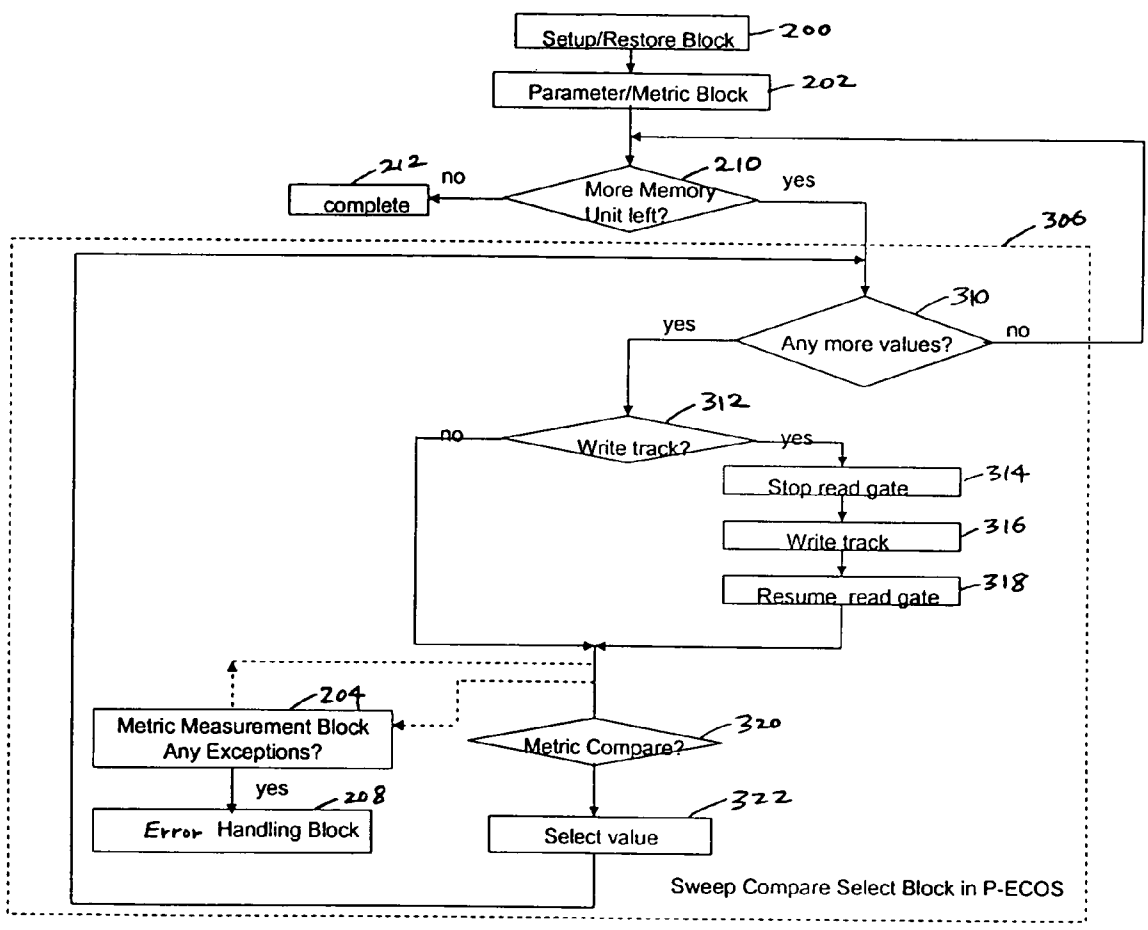 Setup/Restore Block
200
Parameter/Metric Block
202
212
no
210
yes
complete
More Memory
Unit left?
306
310
yes
Any more values?
no
312
no
Write track?
yes
Stop read gate
314
Write track
316
Resume read gate
318
204
Metric Measurement Block
Any Exceptions?
320
Metric Compare?
yes
208
322
Error Handling Block
Select value
Sweep Compare Select Block in P-ECOS